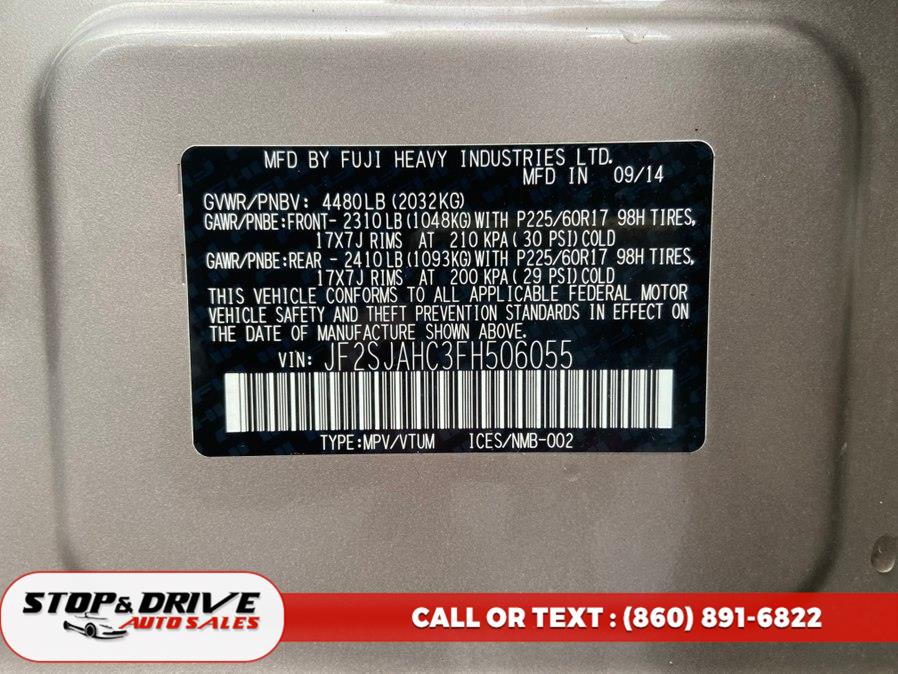 MFD BY FUJI HEAVY INDUSTRIES LTD.
MFD IN 09/14
GVWR/PNBV: 4480LB (2032KG)
GAWR/PNBE:FRONT- 2310LB (1048KG) WITH P225/60R17 98H TIRES,
17X7J RIMS AT 210 KPA ( 30 PSI) COLD
GAWR/PNBE:REAR - 2410LB (1093KG) WITH P225/60R17 98H TIRES,
17X7J RIMS AT 200 KPA ( 29 PSI) COLD
THIS VEHICLE CONFORMS TO ALL APPLICABLE FEDERAL MOTOR
VEHICLE SAFETY AND THEFT PREVENTION STANDARDS IN EFFECT ON
THE DATE OF MANUFACTURE SHOWN ABOVE.
VIN: JF2SJAHC3FH506055
TYPE:MPV/VTUM ICES/NMB-002
STOP & DRIVE
AUTO SALES
CALL OR TEXT : (860) 891-6822